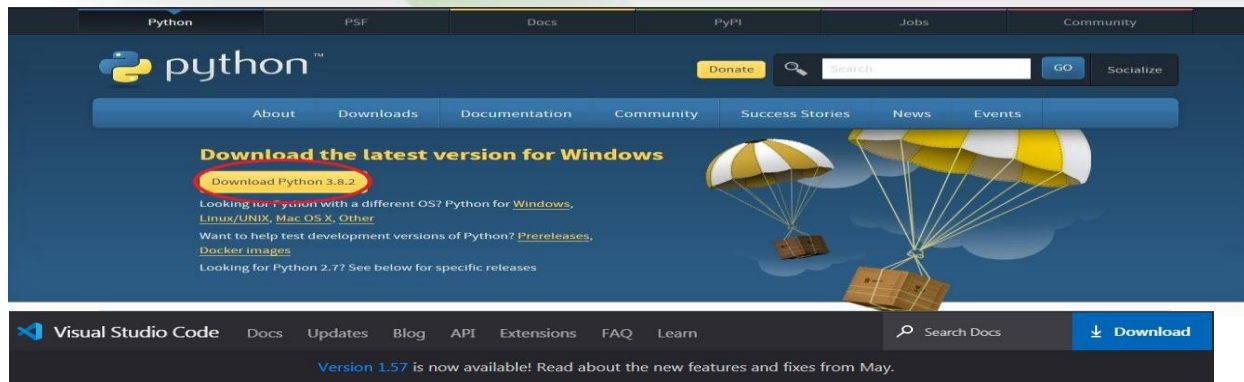 Python PSF Docs PyPI Jobs Community
python™ Donate Search GO Socialize
About Downloads Documentation Community Success Stories News Events
Download the latest version for Windows
Download Python 3.8.2
Looking for Python with a different OS? Python for Windows,
Linux/UNIX, Mac OS X, Other
Want to help test development versions of Python? Prereleases,
Docker images
Looking for Python 2.7? See below for specific releases
Visual Studio Code Docs Updates Blog API Extensions FAQ Learn Search Docs Download
Version 1.57 is now available! Read about the new features and fixes from May.